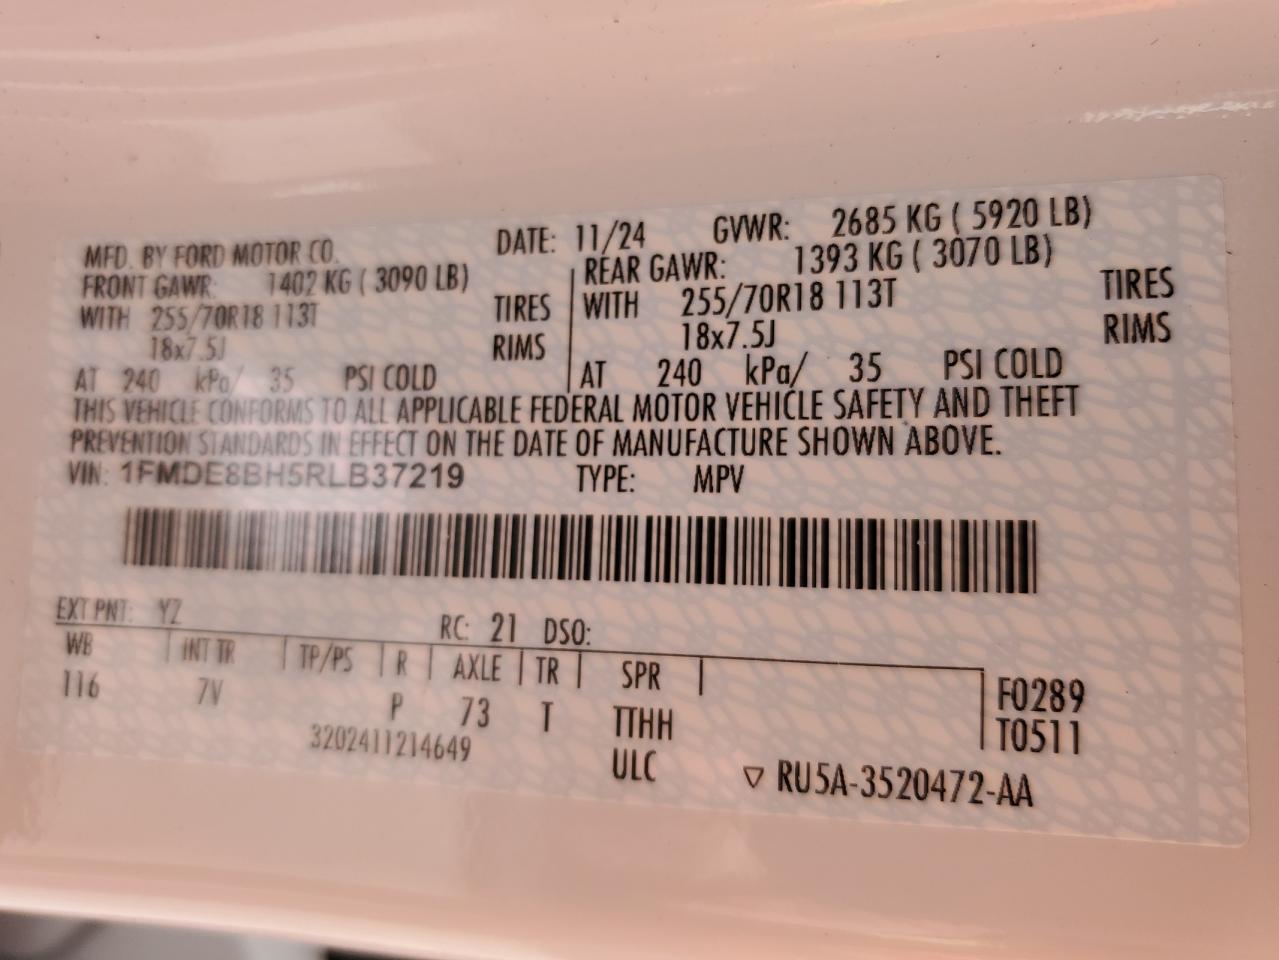 MFD. BY FORD MOTOR CO. DATE: 11/24 GVWR: 2685 KG ( 5920 LB)
FRONT GAWR: 1402 KG ( 3090 LB) REAR GAWR: 1393 KG ( 3070 LB)
WITH 255/70R18 113T TIRES WITH 255/70R18 113T TIRES
18x7.5J RIMS 18x7.5J RIMS
AT 240 kPa/ 35 PSI COLD AT 240 kPa/ 35 PSI COLD
THIS VEHICLE CONFORMS TO ALL APPLICABLE FEDERAL MOTOR VEHICLE SAFETY AND THEFT
PREVENTION STANDARDS IN EFFECT ON THE DATE OF MANUFACTURE SHOWN ABOVE.
VIN: 1FMDE8BH5RLB37219 TYPE: MPV
EXT PNT: YZ RC: 21 DSO:
WB INT TR TP/PS R AXLE TR SPR F0289
116 7V P 73 T TTHH T0511
3202411214649 ULC ▽ RU5A-3520472-AA